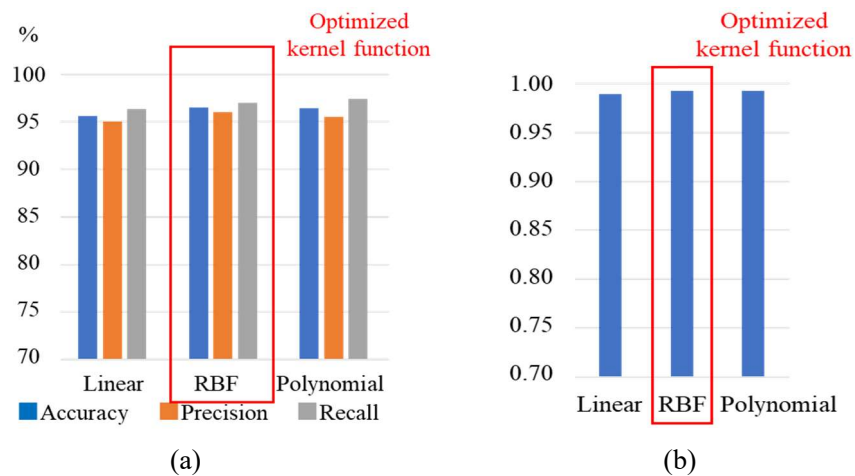 %
Optimized
kernel function
100
95
90
85
80
75
70
Linear RBF Polynomial
Accuracy Precision Recall
(a)
Optimized
kernel function
1.00
0.95
0.90
0.85
0.80
0.75
0.70
Linear RBF Polynomial
(b)